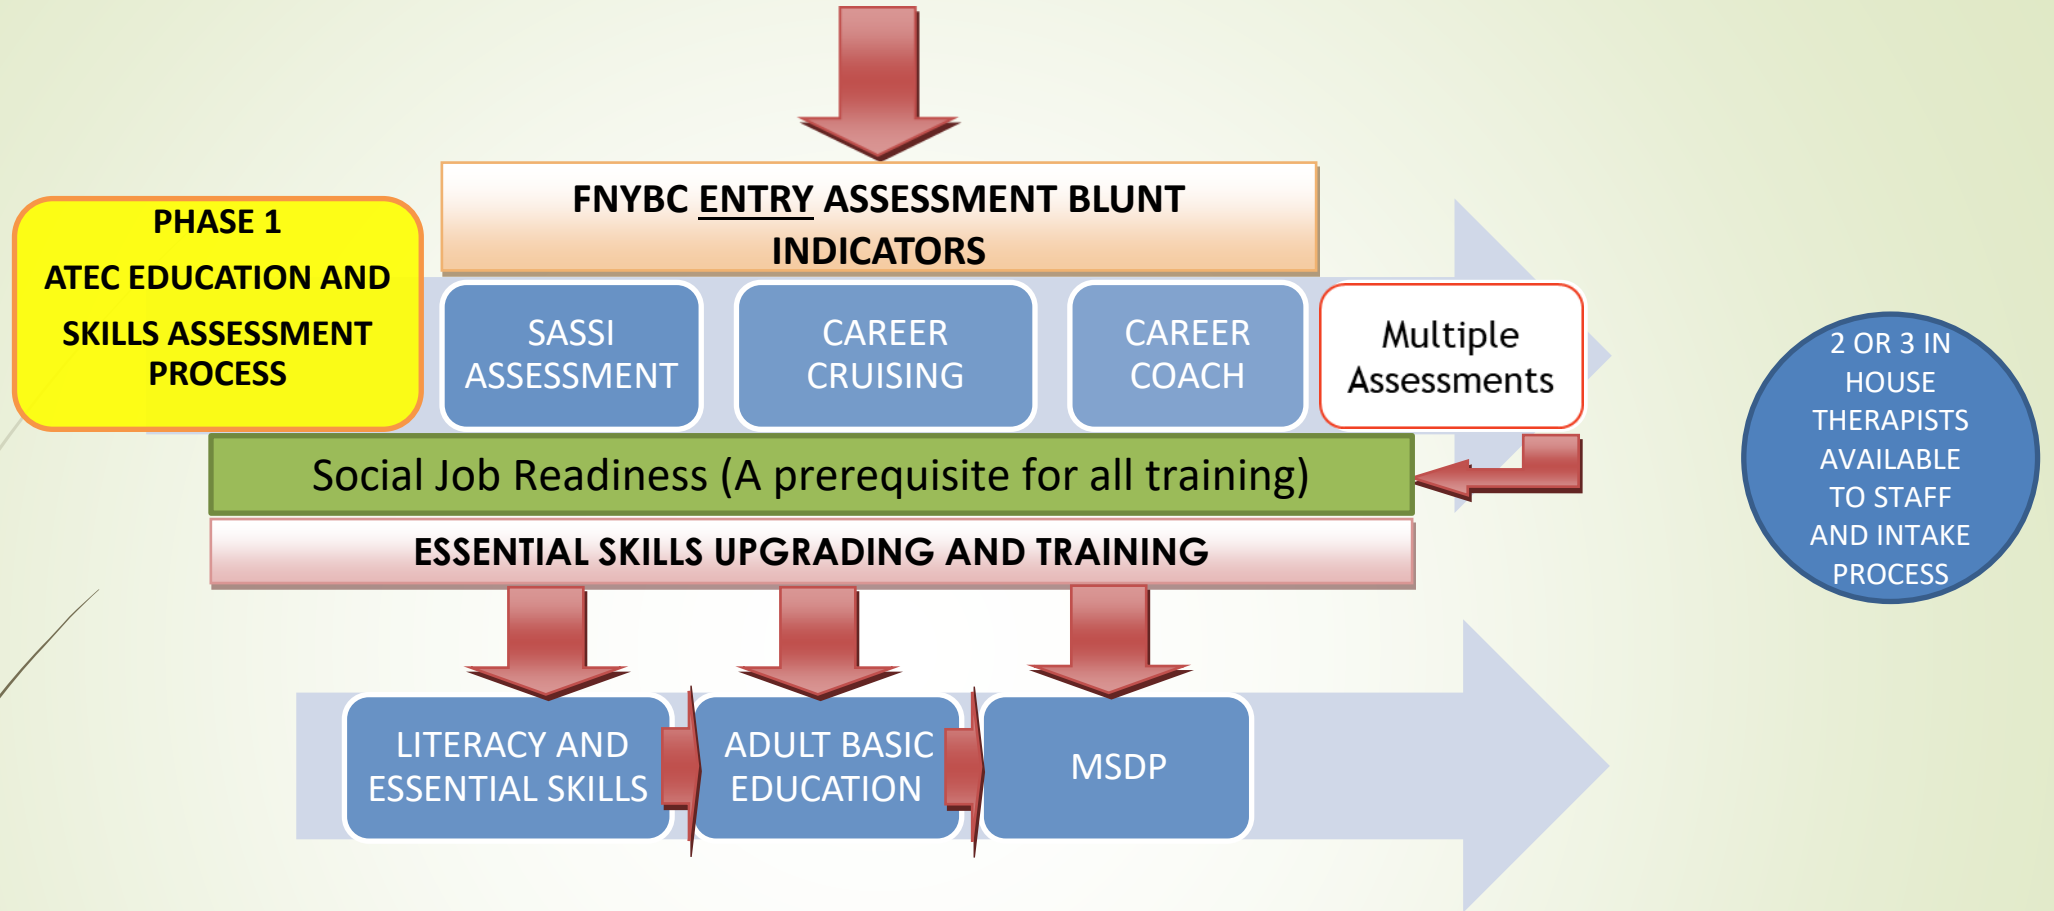 FNYBC ENTRY ASSESSMENT BLUNT
INDICATORS
PHASE 1
ATEC EDUCATION AND
SKILLS ASSESSMENT
PROCESS
SASSI
ASSESSMENT
CAREER
CRUISING
CAREER
COACH
Multiple
Assessments
2 OR 3 IN
HOUSE
THERAPISTS
AVAILABLE
TO STAFF
AND INTAKE
PROCESS
Social Job Readiness (A prerequisite for all training)
ESSENTIAL SKILLS UPGRADING AND TRAINING
LITERACY AND
ESSENTIAL SKILLS
ADULT BASIC
EDUCATION
MSDP